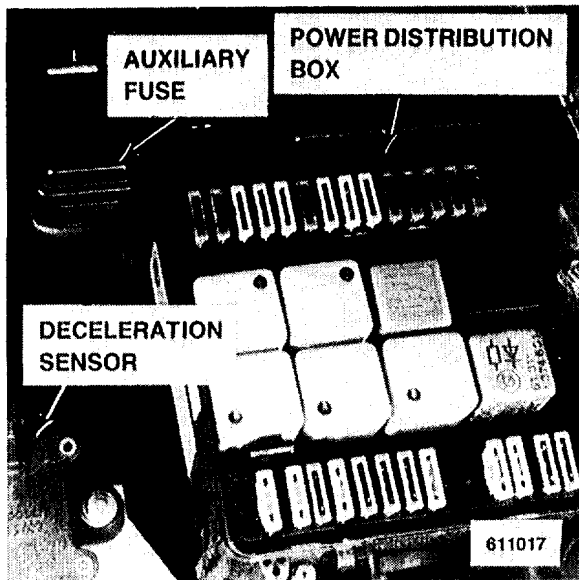 AUXILIARY
FUSE
POWER DISTRIBUTION
BOX
DECELERATION
SENSOR
611017